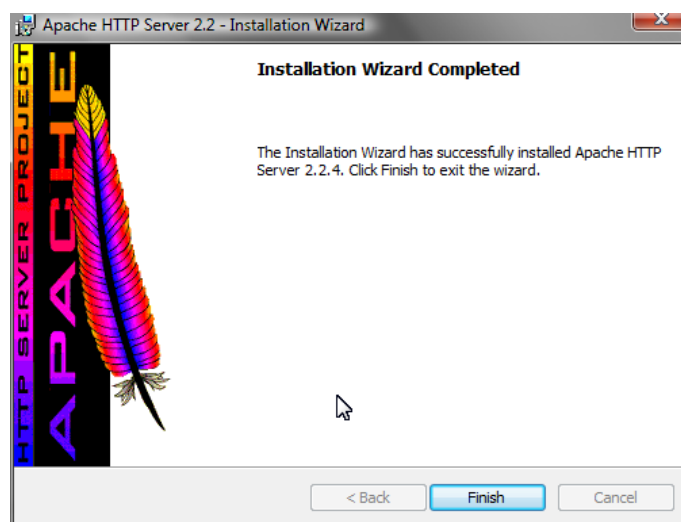 Apache HTTP Server 2.2 - Installation Wizard
HTTP SERVER PROJECT
APACHE
Installation Wizard Completed
The Installation Wizard has successfully installed Apache HTTP
Server 2.2.4. Click Finish to exit the wizard.
< Back
Finish
Cancel